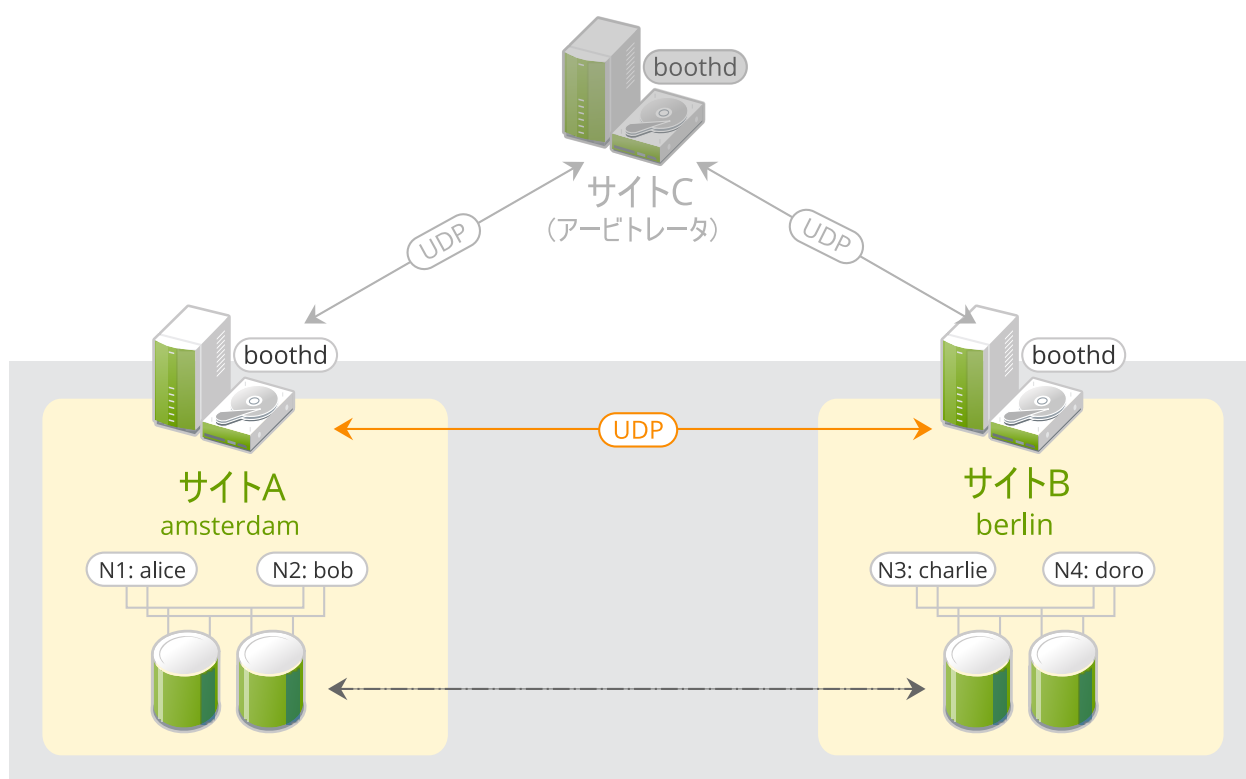 boothd
サイトC
（アービトレータ）
UDP
UDP
boothd
boothd
UDP
サイトA
amsterdam
サイトB
berlin
N1: alice
N2: bob
N3: charlie
N4: doro